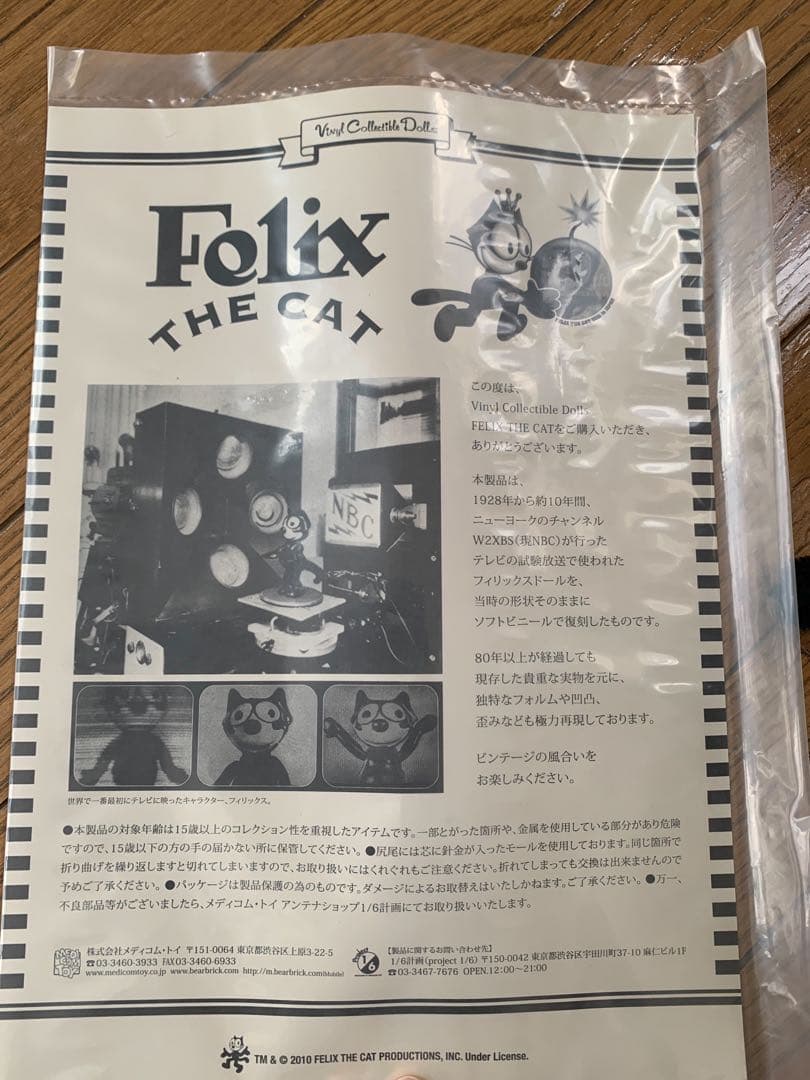 Vinyl Collectible Dolls
Felix
THE CAT
この度は、
Vinyl Collectible Dolls
FELIX THE CATをご購入いただき、
ありがとうございます。
本製品は、
1928年から約10年間、
ニューヨークのチャンネル
W2XBS(現NBC)が行った
テレビの試験放送で使われた
フィリックスドールを、
当時の形状そのままに
ソフトビニールで復刻したものです。
80年以上が経過しても
現存した貴重な実物を元に、
独特なフォルムや凹凸、
歪みなども極力再現しております。
ビンテージの風合いを
お楽しみください。
NBC
世界で一番最初にテレビに映ったキャラクター、フィリックス。
●本製品の対象年齢は15歳以上のコレクション性を重視したアイテムです。一部とがった箇所や、金属を使用している部分があり危険
ですので、15歳以下の方の手の届かない所に保管してください。●尻尾には芯に針金が入ったモールを使用しております。同じ箇所で
折り曲げを繰り返しますと切れてしまいますので、お取り扱いにはくれぐれもご注意ください。折れてしまっても交換は出来ませんので
予めご了承ください。●パッケージは製品保護の為のものです。ダメージによるお取替えはいたしかねます。ご了承ください。●万一、
不良部品等がございましたら、メディコム・トイ アンテナショップ1/6計画にてお取り扱いいたします。
MEDICOM TOY
株式会社メディコム・トイ 〒151-0064 東京都渋谷区上原3-22-5
☎03-3460-3933 FAX03-3460-6933
www.medicomtoy.co.jp www.bearbrick.com http://m.bearbrick.com(Mobile)
1/6
【製品に関するお問い合わせ先】
1/6計画(project 1/6) 〒150-0042 東京都渋谷区宇田川町37-10 麻仁ビル1F
☎03-3467-7676 OPEN.12:00〜21:00
TM & © 2010 FELIX THE CAT PRODUCTIONS, INC. Under License.